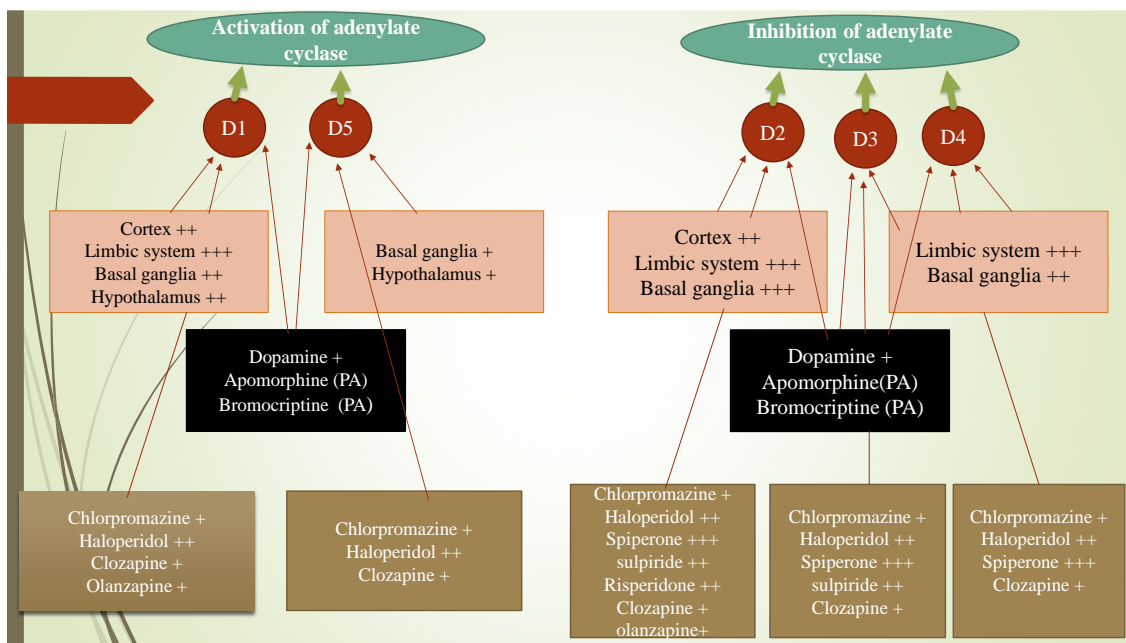 Activation of adenylate
cyclase
Inhibition of adenylate
cyclase
D1
D5
D2
D3
D4
Cortex ++
Limbic system +++
Basal ganglia ++
Hypothalamus ++
Basal ganglia +
Hypothalamus +
Cortex ++
Limbic system +++
Basal ganglia +++
Limbic system +++
Basal ganglia ++
Dopamine +
Apomorphine (PA)
Bromocriptine (PA)
Dopamine +
Apomorphine(PA)
Bromocriptine (PA)
Chlorpromazine +
Haloperidol ++
Clozapine +
Olanzapine +
Chlorpromazine +
Haloperidol ++
Clozapine +
Chlorpromazine +
Haloperidol ++
Spiperone +++
sulpiride ++
Risperidone ++
Clozapine +
olanzapine+
Chlorpromazine +
Haloperidol ++
Spiperone +++
sulpiride ++
Clozapine +
Chlorpromazine +
Haloperidol ++
Spiperone +++
Clozapine +